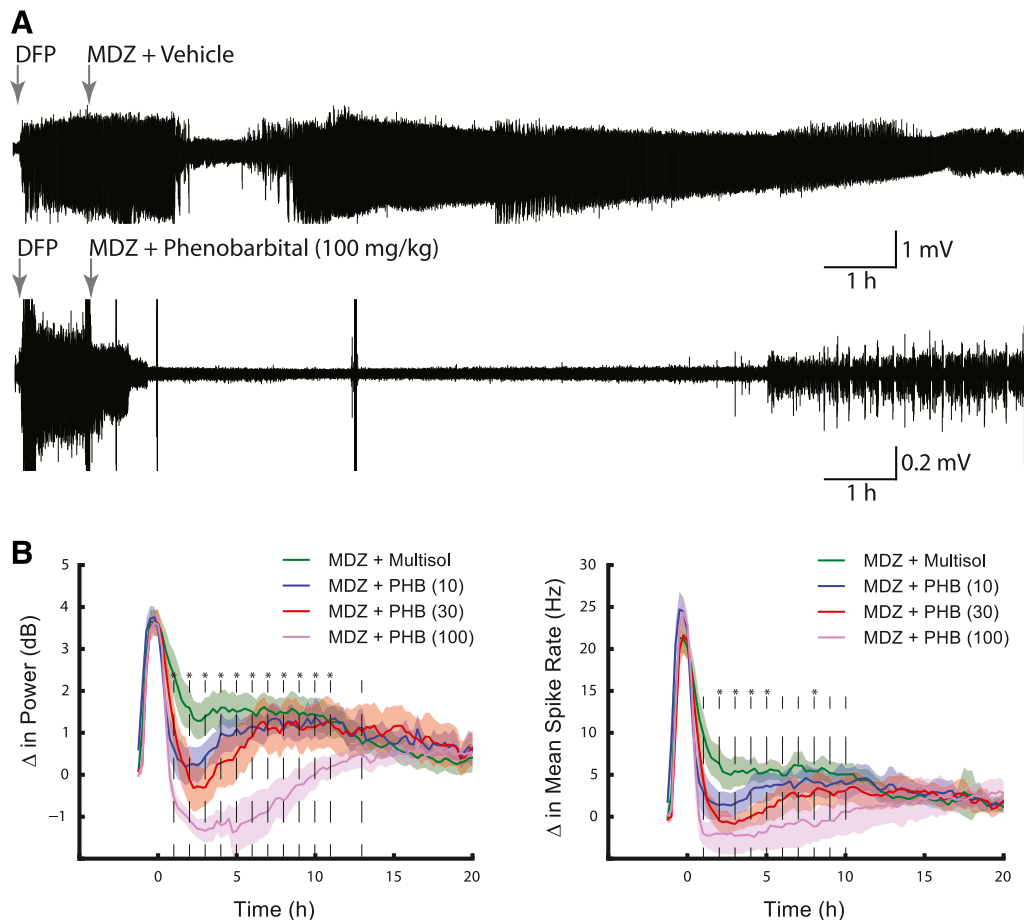 A
DFP MDZ + Vehicle
1 mV
1 h
DFP MDZ + Phenobarbital (100 mg/kg)
0.2 mV
1 h
B
Δ in Power (dB)
5
4
3
2
1
0
−1
MDZ + Multisol
MDZ + PHB (10)
MDZ + PHB (30)
MDZ + PHB (100)
* * * * * * * * * * *
0 5 10 15 20
Time (h)
Δ in Mean Spike Rate (Hz)
30
25
20
15
10
5
0
MDZ + Multisol
MDZ + PHB (10)
MDZ + PHB (30)
MDZ + PHB (100)
* * * * *
0 5 10 15 20
Time (h)